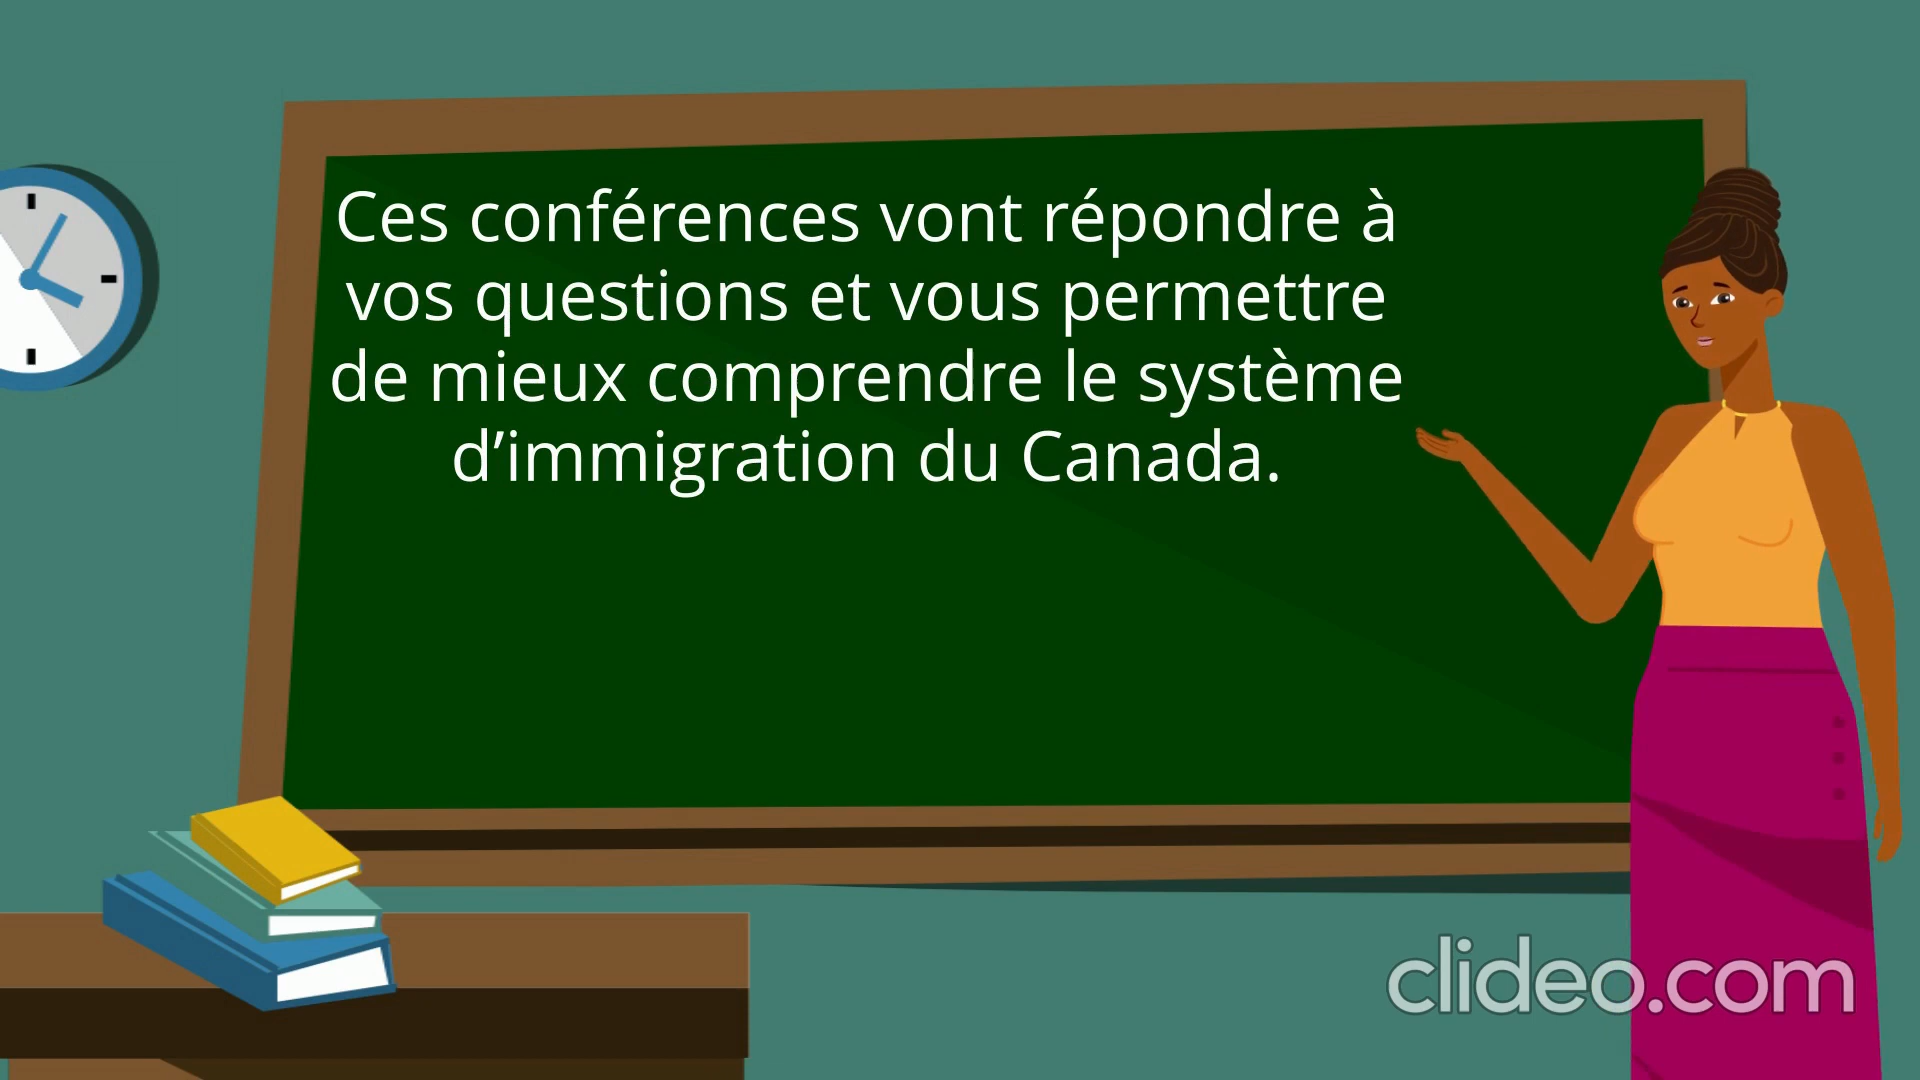 Ces conférences vont répondre à
vos questions et vous permettre
de mieux comprendre le système
d’immigration du Canada.
clideo.com